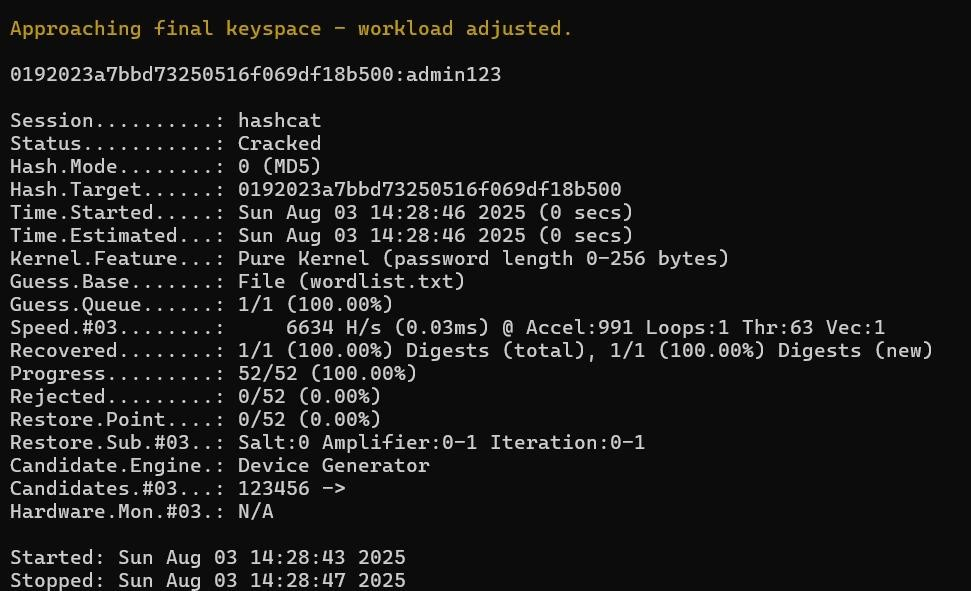 Approaching final keyspace - workload adjusted.
0192023a7bbd73250516f069df18b500:admin123
Session..........: hashcat
Status...........: Cracked
Hash.Mode........: 0 (MD5)
Hash.Target......: 0192023a7bbd73250516f069df18b500
Time.Started.....: Sun Aug 03 14:28:46 2025 (0 secs)
Time.Estimated...: Sun Aug 03 14:28:46 2025 (0 secs)
Kernel.Feature...: Pure Kernel (password length 0-256 bytes)
Guess.Base.......: File (wordlist.txt)
Guess.Queue......: 1/1 (100.00%)
Speed.#03........:     6634 H/s (0.03ms) @ Accel:991 Loops:1 Thr:63 Vec:1
Recovered........: 1/1 (100.00%) Digests (total), 1/1 (100.00%) Digests (new)
Progress.........: 52/52 (100.00%)
Rejected.........: 0/52 (0.00%)
Restore.Point....: 0/52 (0.00%)
Restore.Sub.#03..: Salt:0 Amplifier:0-1 Iteration:0-1
Candidate.Engine.: Device Generator
Candidates.#03...: 123456 ->
Hardware.Mon.#03.: N/A
Started: Sun Aug 03 14:28:43 2025
Stopped: Sun Aug 03 14:28:47 2025